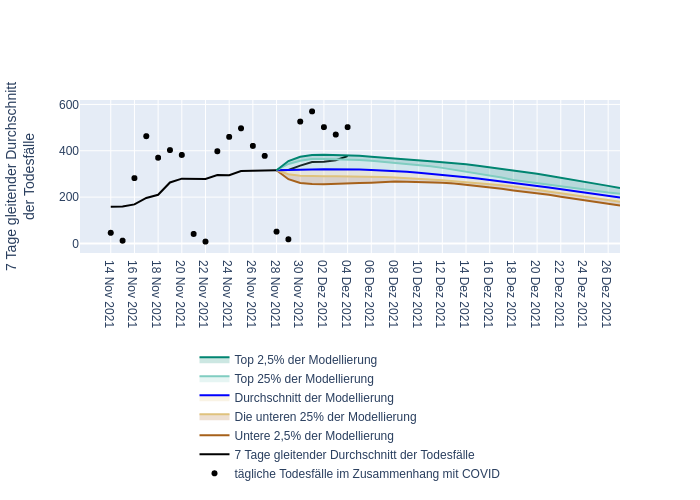 7 Tage gleitender Durchschnitt
der Todesfälle
600
400
200
0
14 Nov 2021
16 Nov 2021
18 Nov 2021
20 Nov 2021
22 Nov 2021
24 Nov 2021
26 Nov 2021
28 Nov 2021
30 Nov 2021
02 Dez 2021
04 Dez 2021
06 Dez 2021
08 Dez 2021
10 Dez 2021
12 Dez 2021
14 Dez 2021
16 Dez 2021
18 Dez 2021
20 Dez 2021
22 Dez 2021
24 Dez 2021
26 Dez 2021
Top 2,5% der Modellierung
Top 25% der Modellierung
Durchschnitt der Modellierung
Die unteren 25% der Modellierung
Untere 2,5% der Modellierung
7 Tage gleitender Durchschnitt der Todesfälle
tägliche Todesfälle im Zusammenhang mit COVID